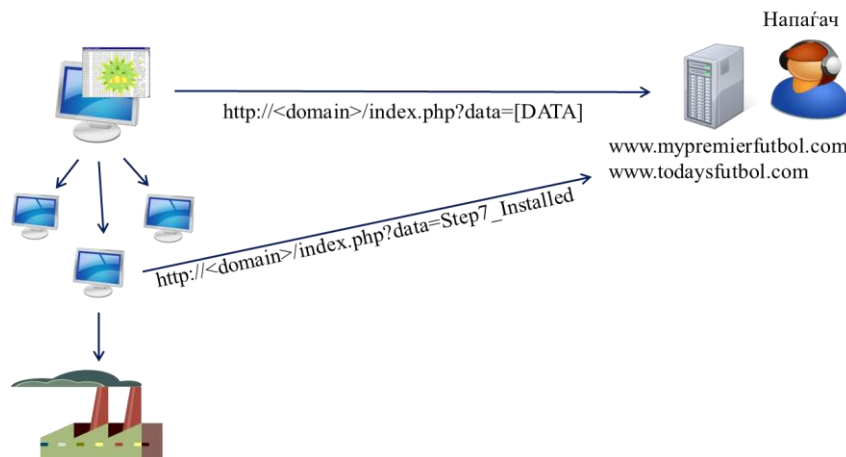 Напаѓач
http://<domain>/index.php?data=[DATA]
www.mypremierfutbol.com
www.todaysfutbol.com
http://<domain>/index.php?data=Step7_Installed